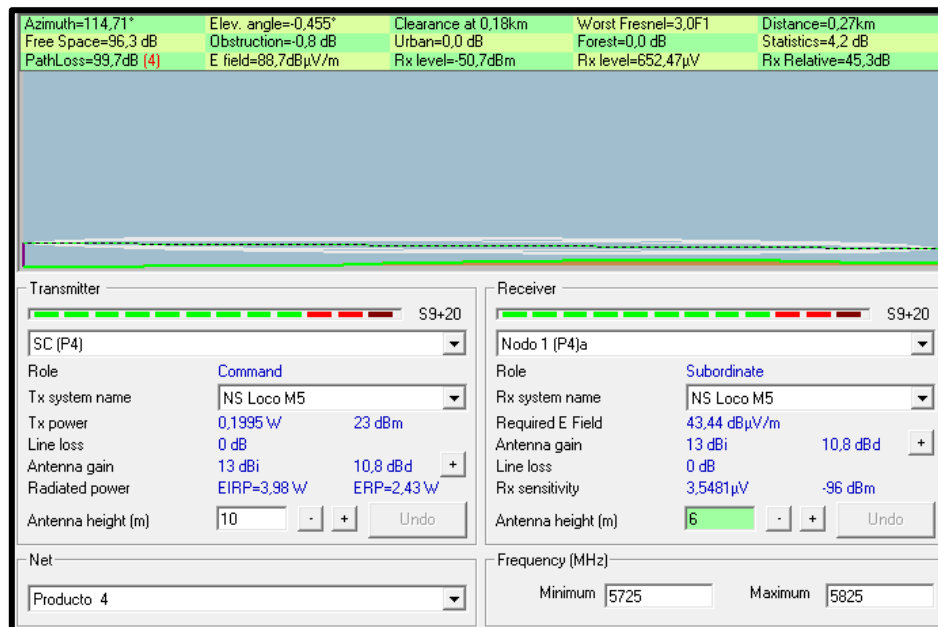 Azimuth=114,71° Elev. angle=-0,455° Clearance at 0,18km Worst Fresnel=3,0F1 Distance=0,27km
Free Space=96,3 dB Obstruction=-0,8 dB Urban=0,0 dB Forest=0,0 dB Statistics=4,2 dB
PathLoss=99,7dB (4) E field=88,7dBµV/m Rx level=-50,7dBm Rx level=652,47µV Rx Relative=45,3dB
Transmitter
S9+20
SC (P4)
Role Command
Tx system name NS Loco M5
Tx power 0,1995 W 23 dBm
Line loss 0 dB
Antenna gain 13 dBi 10,8 dBd +
Radiated power EIRP=3,98 W ERP=2,43 W
Antenna height (m) 10 - + Undo
Receiver
S9+20
Nodo 1 (P4)a
Role Subordinate
Rx system name NS Loco M5
Required E Field 43,44 dBµV/m
Antenna gain 13 dBi 10,8 dBd +
Line loss 0 dB
Rx sensitivity 3,5481µV -96 dBm
Antenna height (m) 6 - + Undo
Net
Producto 4
Frequency (MHz)
Minimum 5725 Maximum 5825